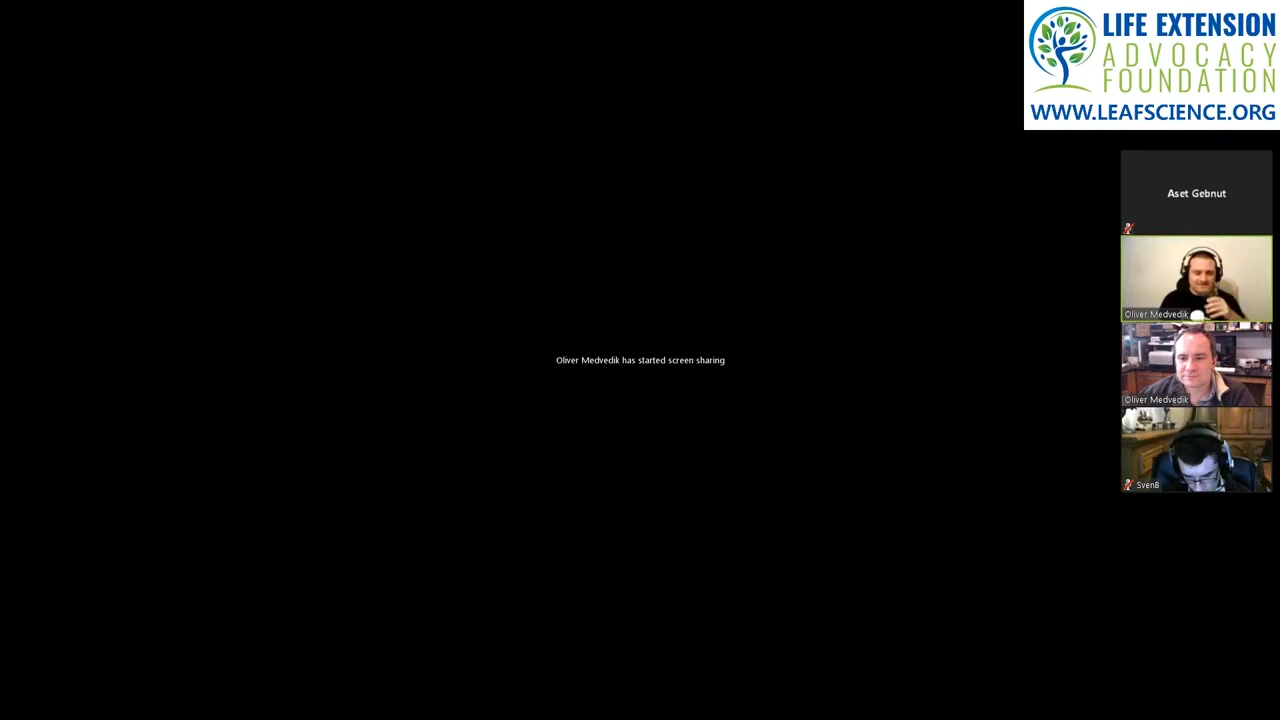 LIFE EXTENSION
ADVOCACY
FOUNDATION
WWW.LEAFSCIENCE.ORG
Aset Gebnut
Oliver Medvedik
Oliver Medvedik has started screen sharing
Oliver Medvedik
SvenB